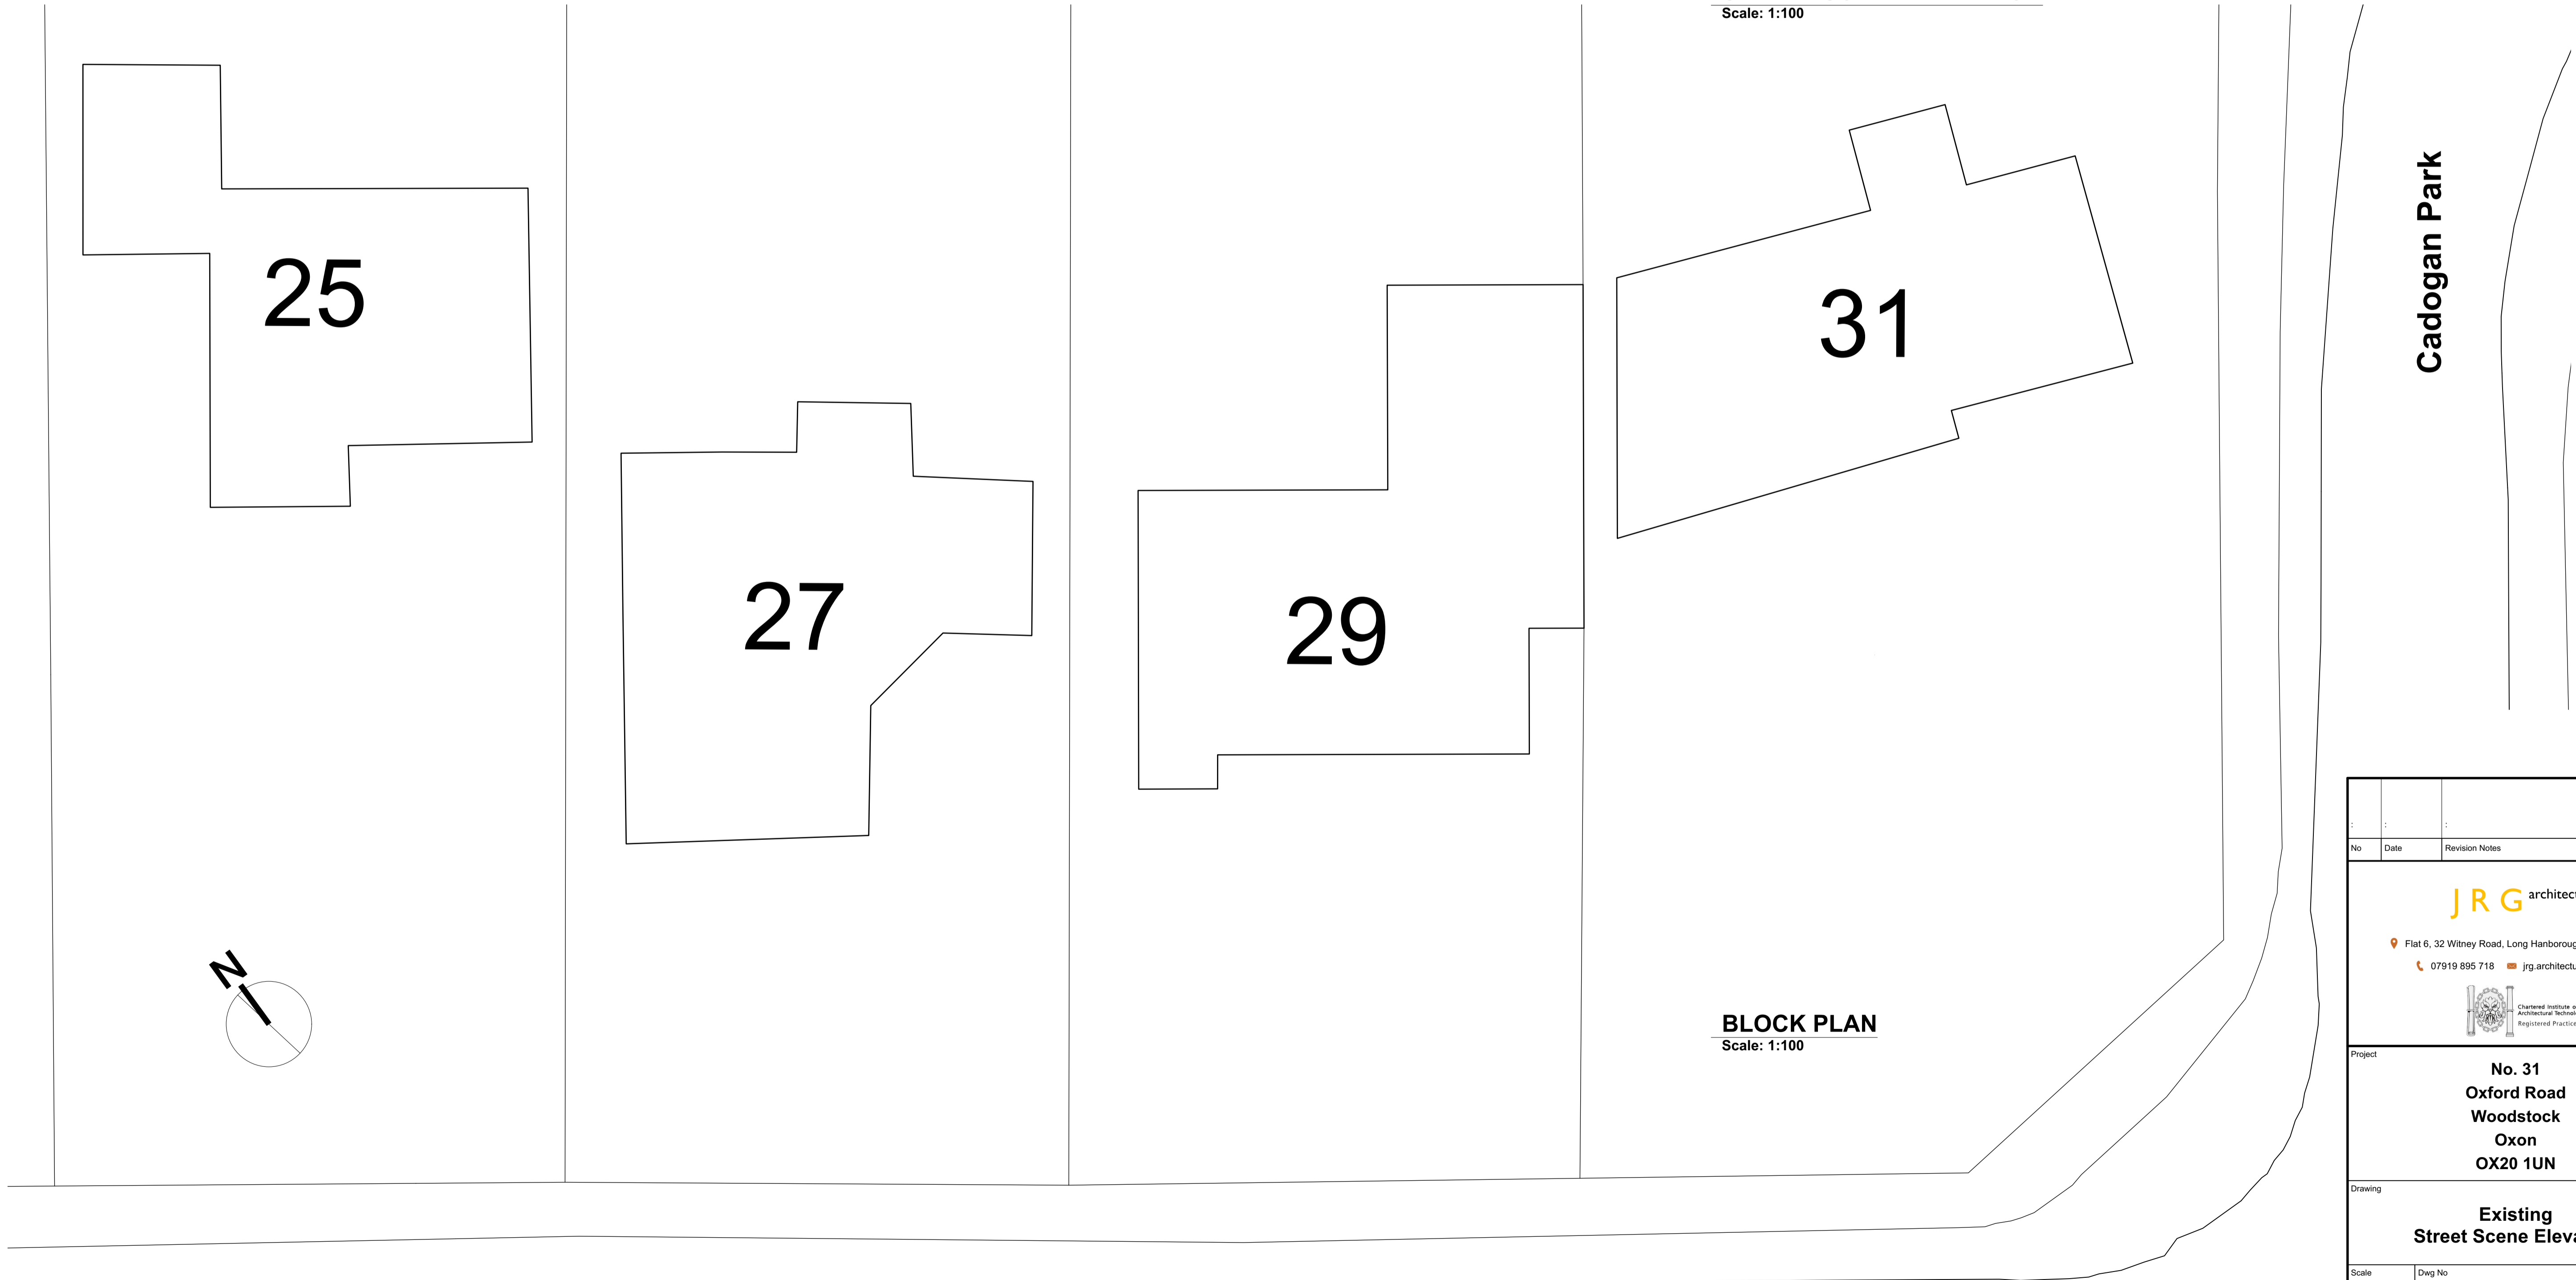 Scale: 1:100
25
27
29
31
Cadogan Park
N
BLOCK PLAN
Scale: 1:100
: : :
No Date Revision Notes
J R G
Flat 6, 32 Witney Road, Long
07919 895 718
Chartered Institute
Architectural
Registered Practice
Project
No. 31
Oxford Road
Woodstock
Oxon
OX20 1UN
Drawing
Existing
Street Scene
Scale Dwg No